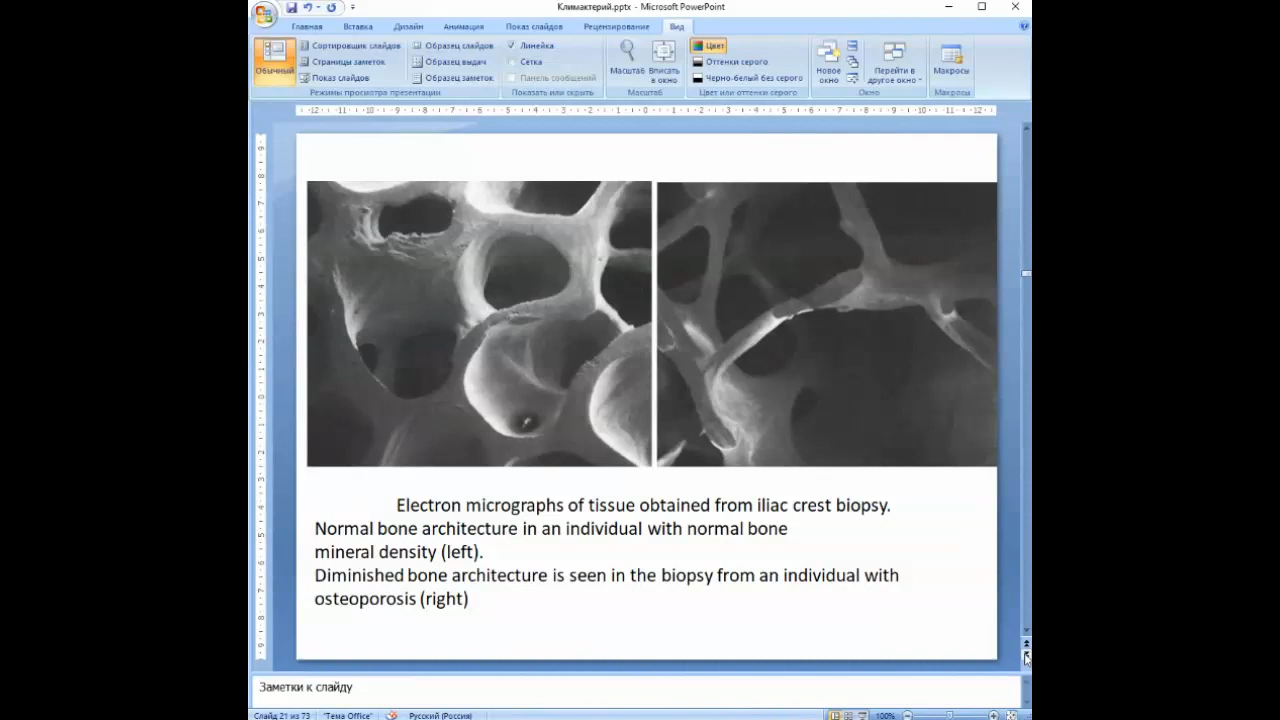 Климактерий.pptx - Microsoft PowerPoint
Главная Вставка Дизайн Анимация Показ слайдов Рецензирование Вид
Обычный
Сортировщик слайдов
Страницы заметок
Показ слайдов
Образец слайдов
Образец выдач
Образец заметок
Режимы просмотра презентации
Линейка
Сетка
Панель сообщений
Показать или скрыть
Масштаб
Вписать
в окно
Масштаб
Цвет
Оттенки серого
Черно-белый без серого
Цвет или оттенки серого
Новое
окно
Перейти в
другое окно
Окно
Макросы
Макросы
Electron micrographs of tissue obtained from iliac crest biopsy.
Normal bone architecture in an individual with normal bone
mineral density (left).
Diminished bone architecture is seen in the biopsy from an individual with
osteoporosis (right)
Заметки к слайду
Слайд 21 из 73 "Тема Office" Русский (Россия) 100%